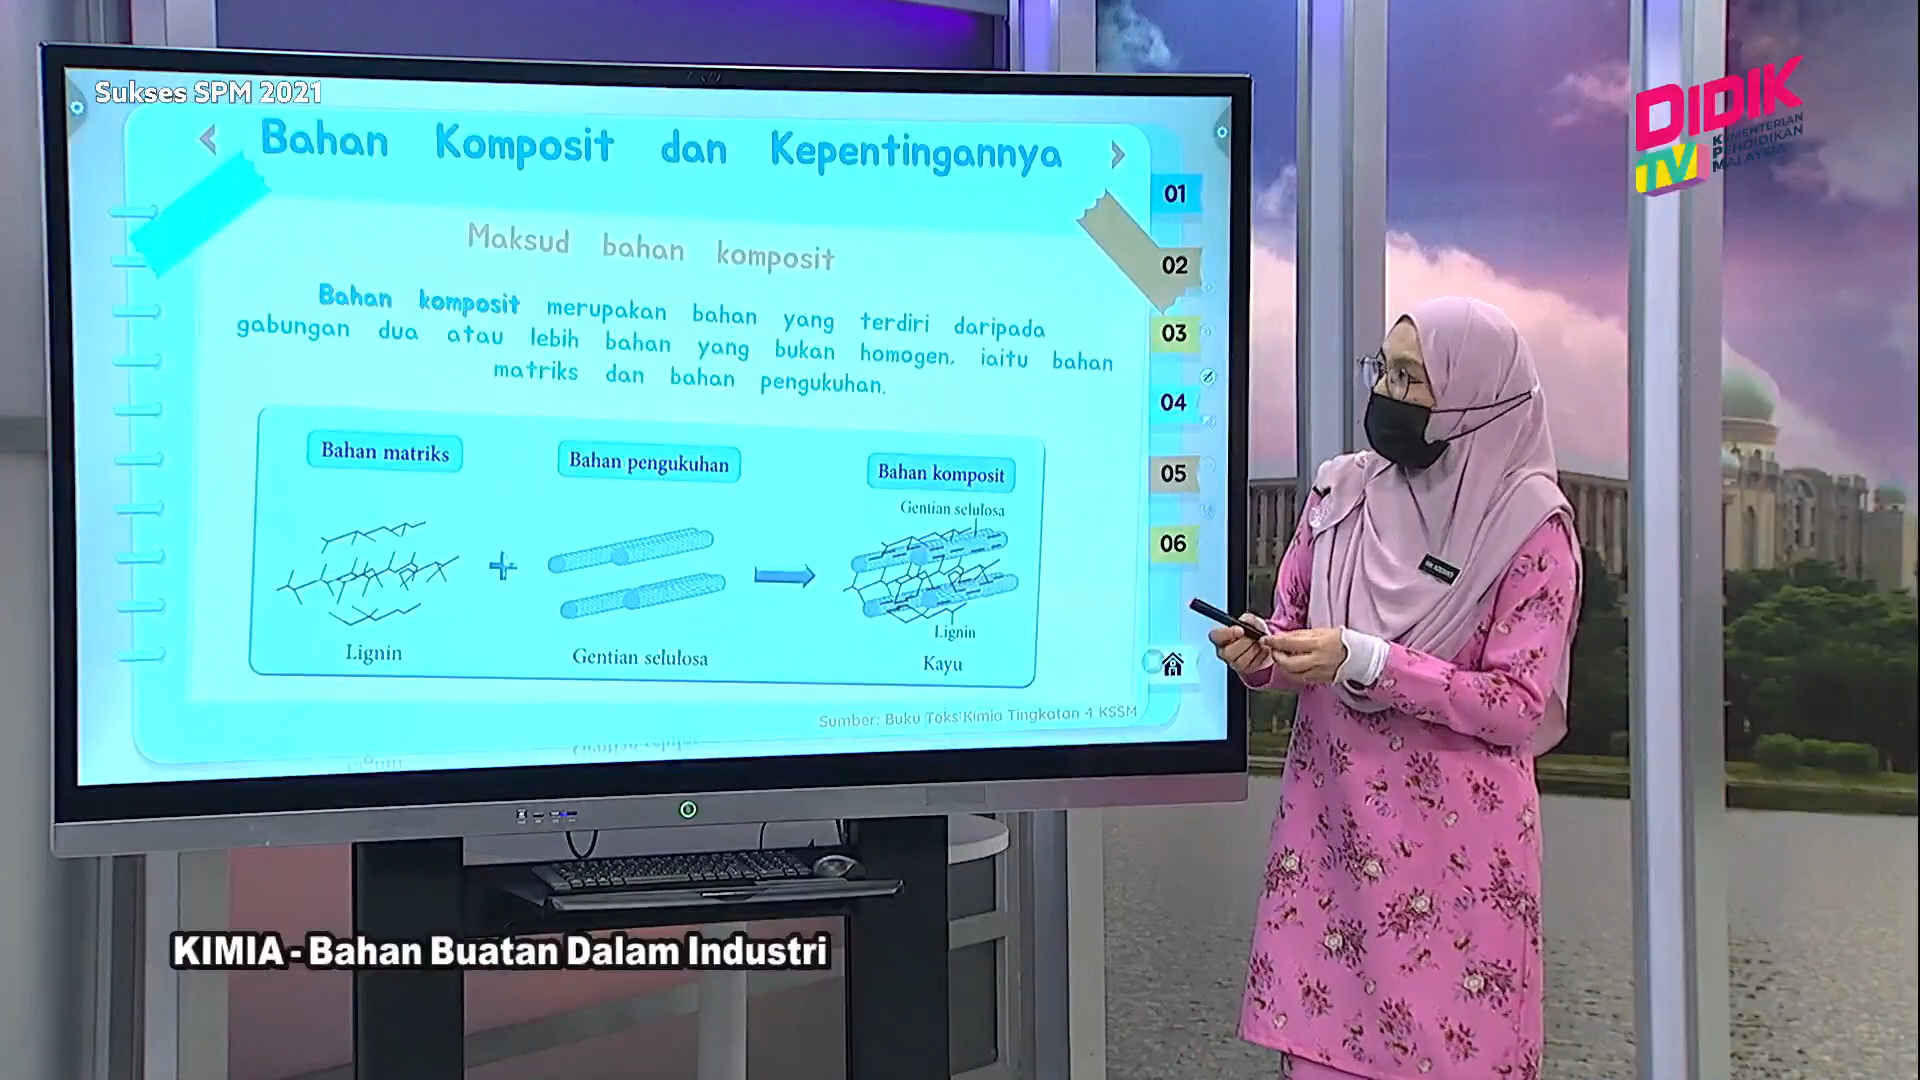 Sukses SPM 2021
Bahan Komposit dan Kepentingannya
Maksud bahan komposit
Bahan komposit merupakan bahan yang terdiri daripada
gabungan dua atau lebih bahan yang bukan homogen, iaitu bahan
matriks dan bahan pengukuhan.
Bahan matriks
Bahan pengukuhan
Bahan komposit
Gentian selulosa
+
Lignin
Lignin
Gentian selulosa
Kayu
Sumber: Buku Teks Kimia Tingkatan 4 KSSM
01
02
03
04
05
06
DIDIK
TV
KEMENTERIAN
PENDIDIKAN
MALAYSIA
KIMIA - Bahan Buatan Dalam Industri